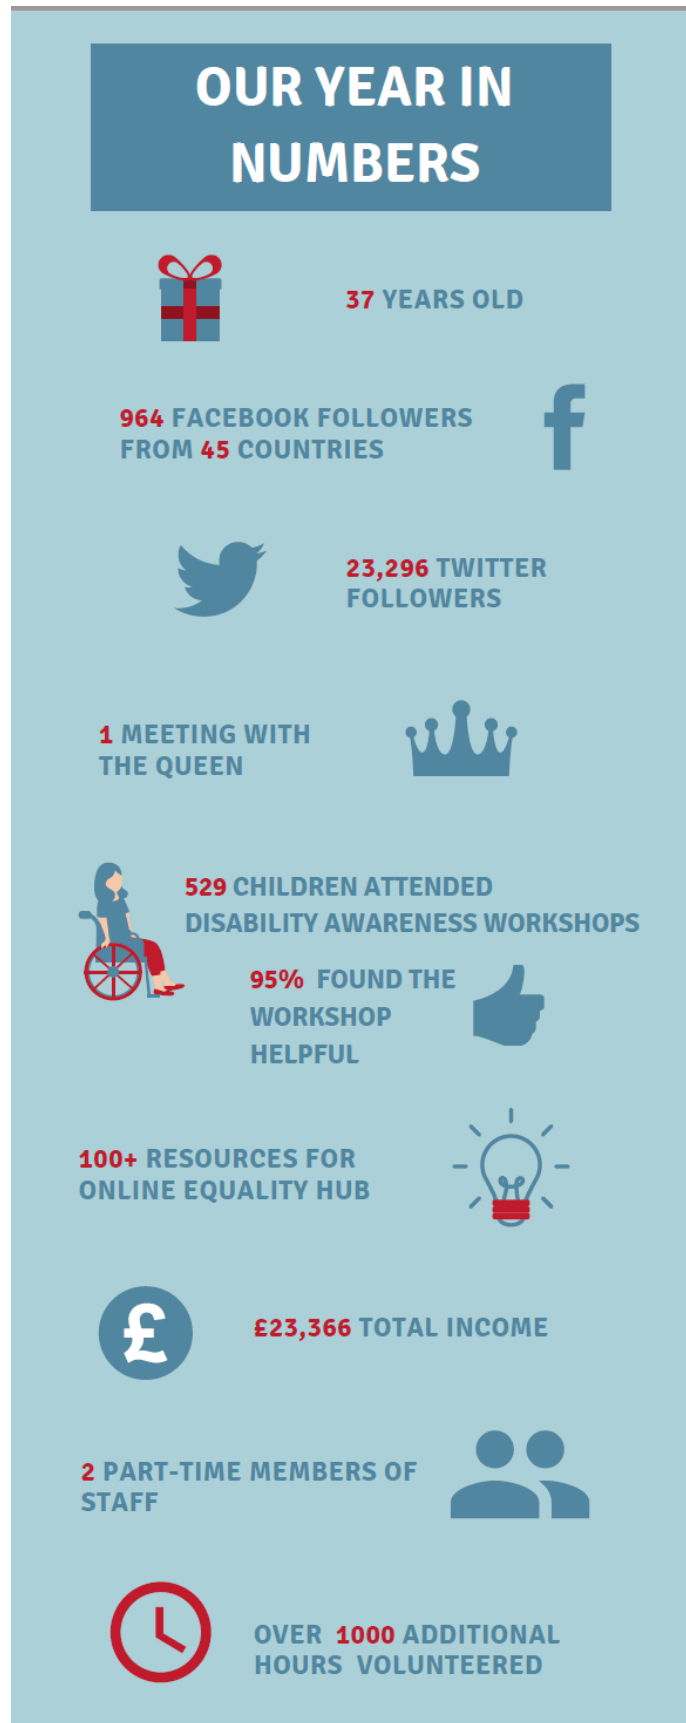 OUR YEAR IN
NUMBERS
37 YEARS OLD
964 FACEBOOK FOLLOWERS
FROM 45 COUNTRIES
23,296 TWITTER
FOLLOWERS
1 MEETING WITH
THE QUEEN
529 CHILDREN ATTENDED
DISABILITY AWARENESS WORKSHOPS
95% FOUND THE
WORKSHOP
HELPFUL
100+ RESOURCES FOR
ONLINE EQUALITY HUB
£
£23,366 TOTAL INCOME
2 PART-TIME MEMBERS OF
STAFF
OVER 1000 ADDITIONAL
HOURS VOLUNTEERED